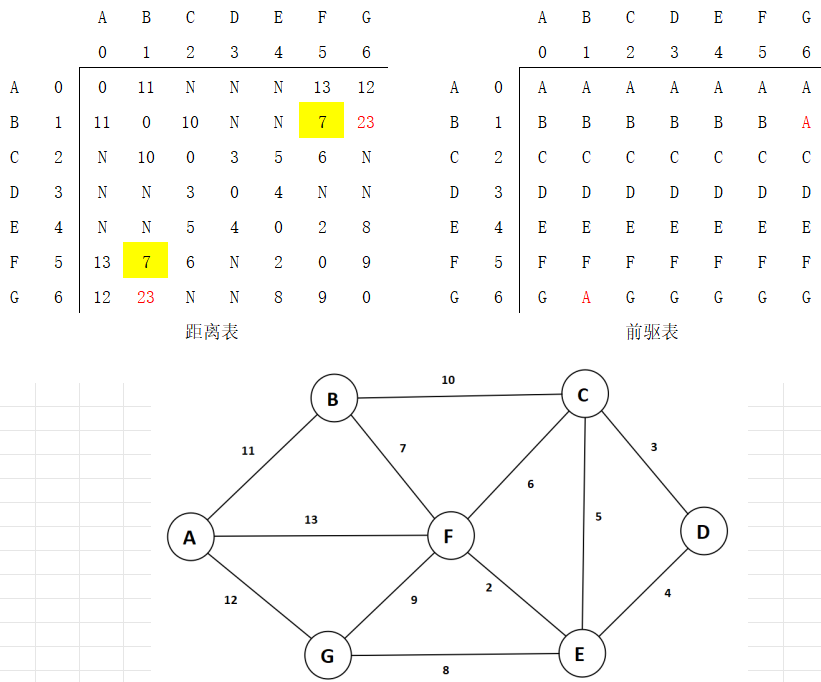 A B C D E F G A B C D E F G
0 1 2 3 4 5 6 0 1 2 3 4 5 6
A 0 0 11 N N N 13 12 A 0 A A A A A A A
B 1 11 0 10 N N 7 23 B 1 B B B B B B A
C 2 N 10 0 3 5 6 N C 2 C C C C C C C
D 3 N N 3 0 4 N N D 3 D D D D D D D
E 4 N N 5 4 0 2 8 E 4 E E E E E E E
F 5 13 7 6 N 2 0 9 F 5 F F F F F F F
G 6 12 23 N N 8 9 0 G 6 G A G G G G G
距离表 前驱表
10
B C
11 7 3
6
13 5
A F D
2 4
12 9
G E
8